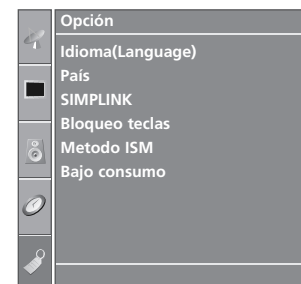 Opción
Idioma(Language)
País
SIMPLINK
Bloqueo teclas
Metodo ISM
Bajo consumo